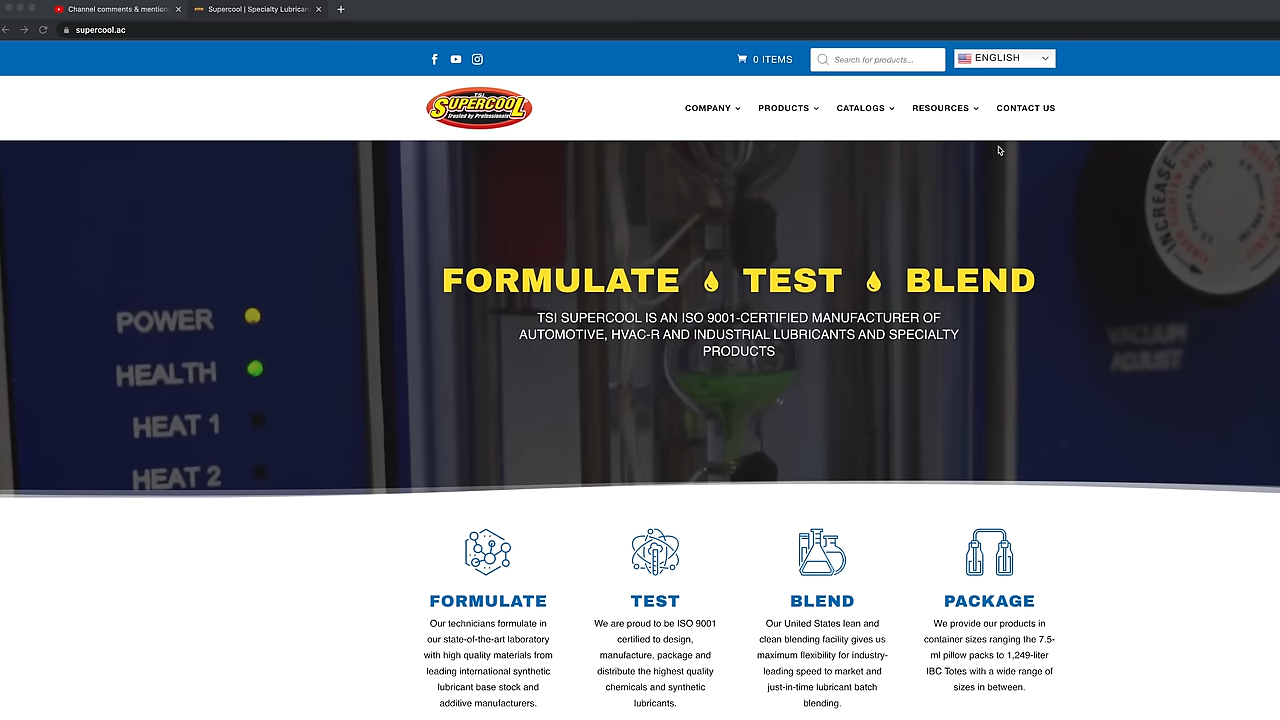 Channel comments & mention
Supercool | Specialty Lubrican
supercool.ac
0 ITEMS
Search for products...
ENGLISH
TSI
SUPERCOOL
Trusted by Professionals
COMPANY
PRODUCTS
CATALOGS
RESOURCES
CONTACT US
INCREASE
POWER
HEALTH
HEAT 1
HEAT 2
VACUUM
ADJUST
FORMULATE TEST BLEND
TSI SUPERCOOL IS AN ISO 9001-CERTIFIED MANUFACTURER OF
AUTOMOTIVE, HVAC-R AND INDUSTRIAL LUBRICANTS AND SPECIALTY
PRODUCTS
FORMULATE
Our technicians formulate in
our state-of-the-art laboratory
with high quality materials from
leading international synthetic
lubricant base stock and
additive manufacturers.
TEST
We are proud to be ISO 9001
certified to design,
manufacture, package and
distribute the highest quality
chemicals and synthetic
lubricants.
BLEND
Our United States lean and
clean blending facility gives us
maximum flexibility for industry-
leading speed to market and
just-in-time lubricant batch
blending.
PACKAGE
We provide our products in
container sizes ranging the 7.5-
ml pillow packs to 1,249-liter
IBC Totes with a wide range of
sizes in between.